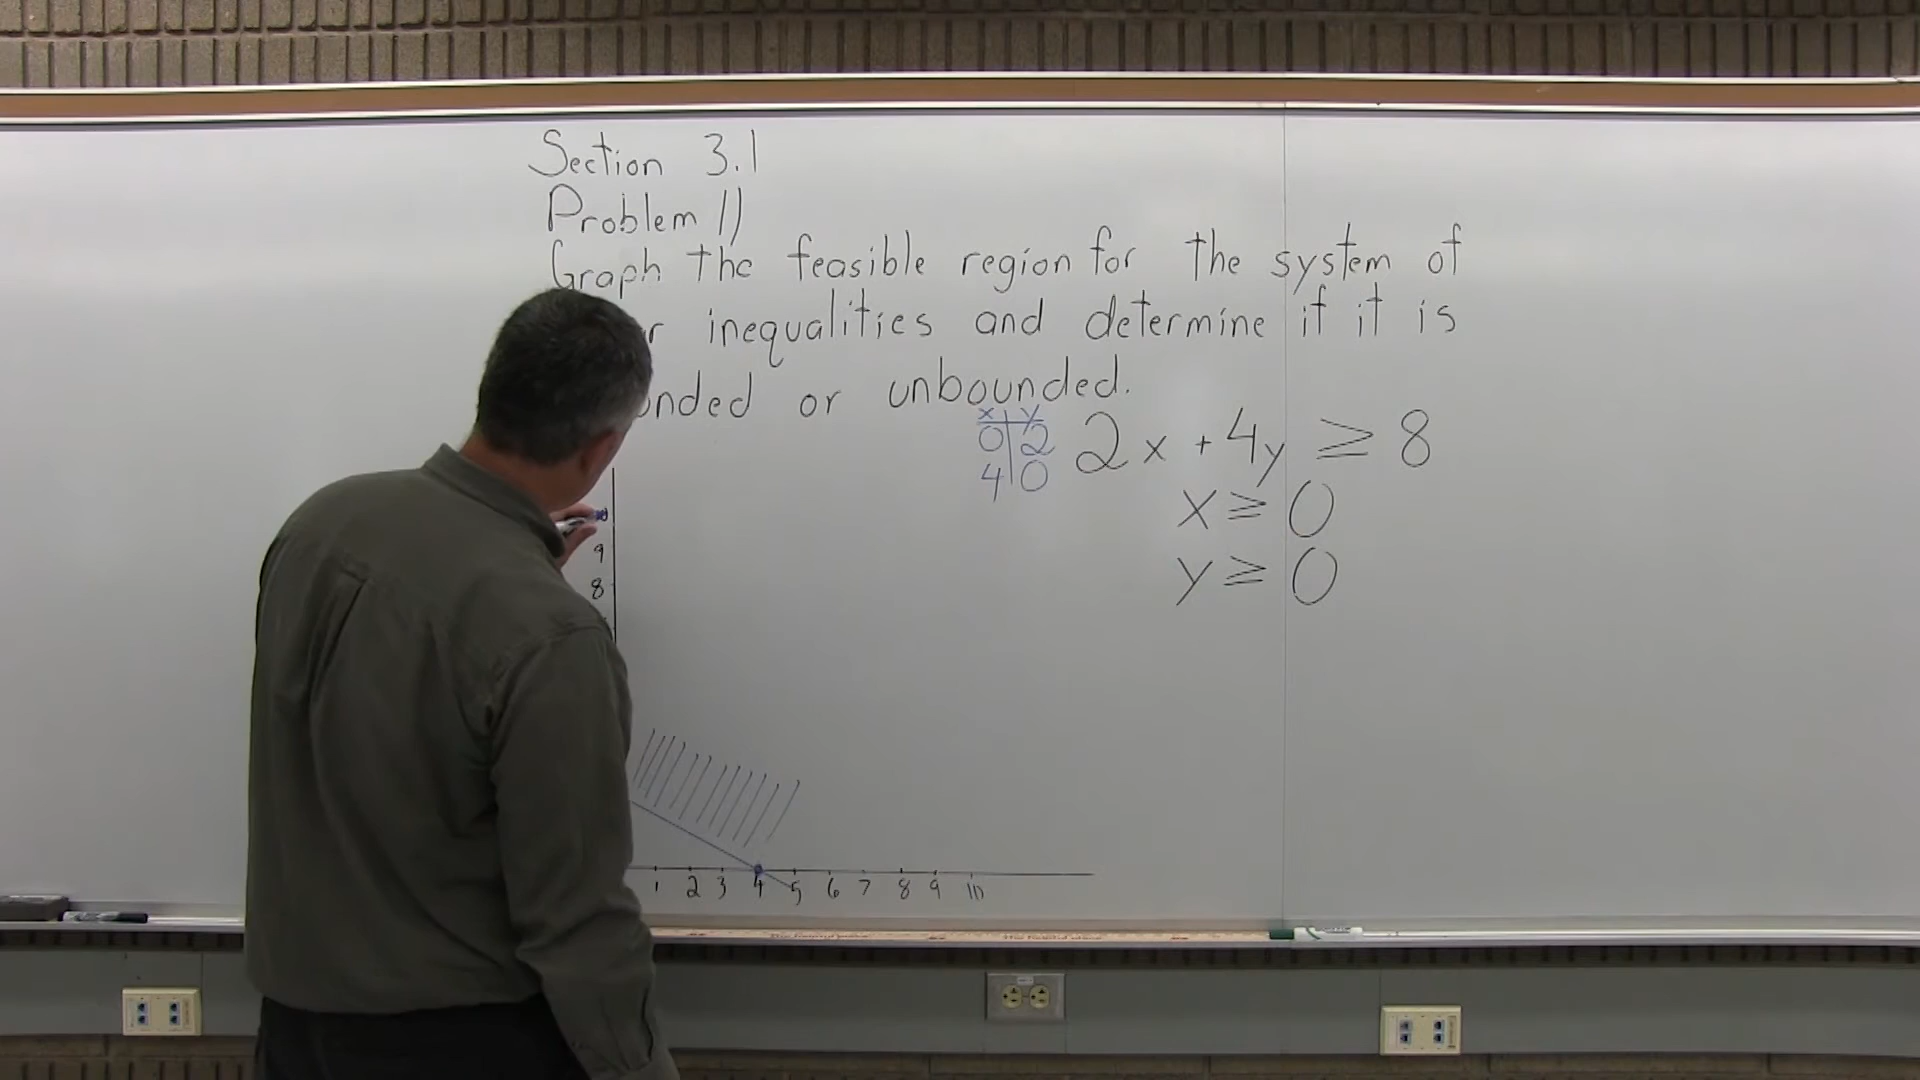 Section 3.1
Problem 11
Graph the feasible region for the system of
inequalities and determine if it is
or unbounded.
x y
0 2
4 0
2x + 4y ≥ 8
x ≥ 0
y ≥ 0
9
8
1 2 3 4 5 6 7 8 9 10